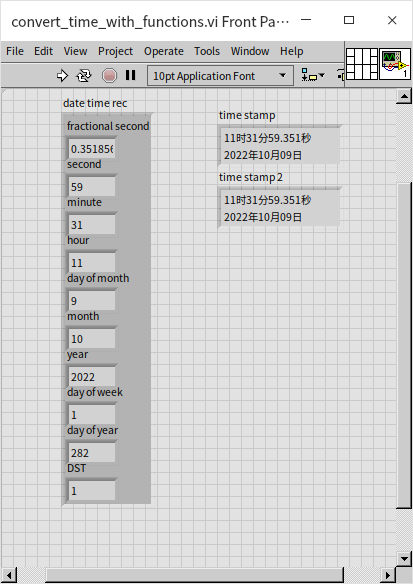 convert_time_with_functions.vi Front Pa...
File Edit View Project Operate Tools Window Help
10pt Application Font
1
date time rec
fractional second
second
59
minute
31
hour
11
day of month
9
month
10
year
2022
day of week
1
day of year
282
DST
1
time stamp
11时31分59.351秒
2022年10月09日
time stamp 2
11时31分59.351秒
2022年10月09日